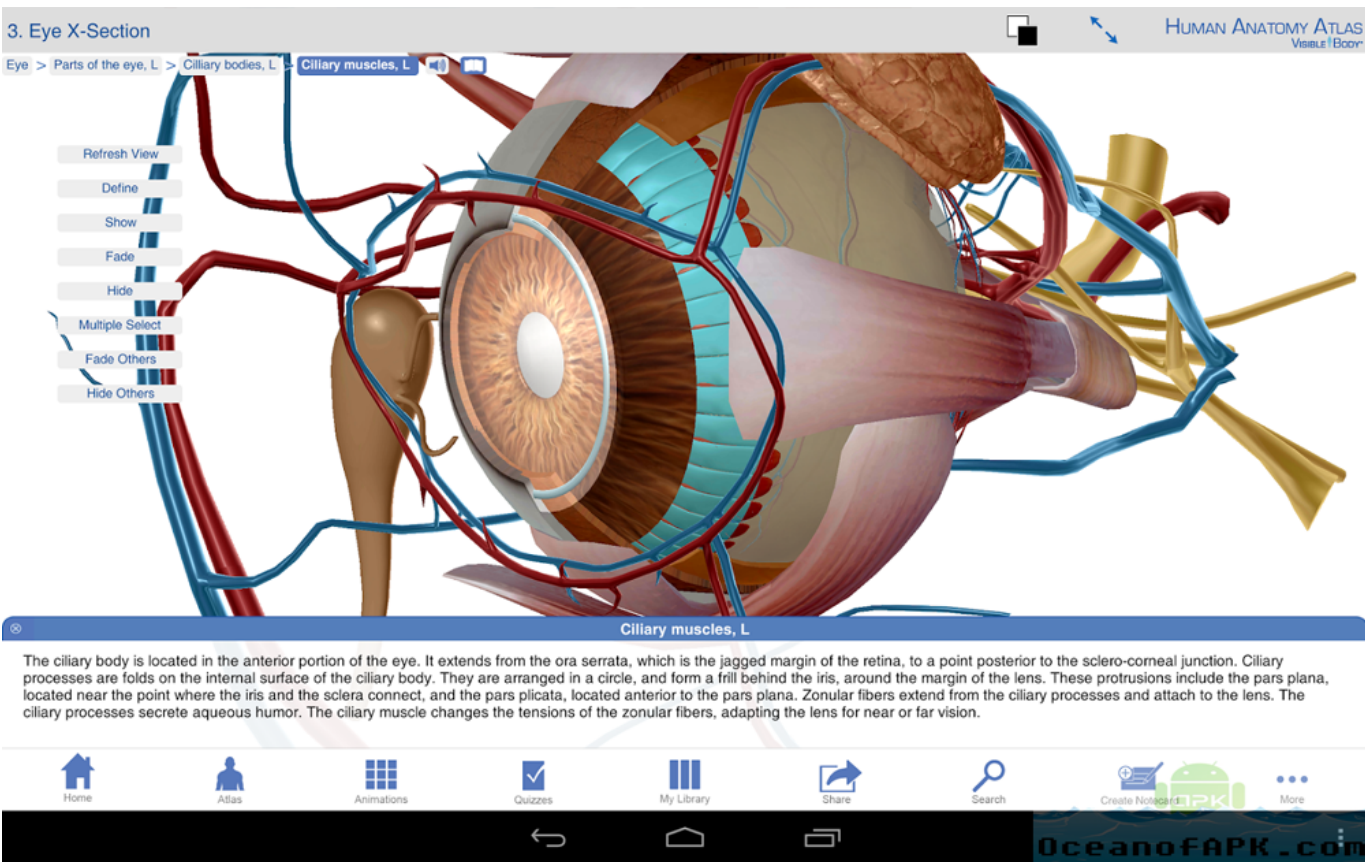 3. Eye X-Section
HUMAN ANATOMY ATLAS
VISIBLE BODY
Eye > Parts of the eye, L > Cilliary bodies, L > Ciliary muscles, L
Refresh View
Define
Show
Fade
Hide
Multiple Select
Fade Others
Hide Others
Ciliary muscles, L
The ciliary body is located in the anterior portion of the eye. It extends from the ora serrata, which is the jagged margin of the retina, to a point posterior to the sclero-corneal junction. Ciliary
processes are folds on the internal surface of the ciliary body. They are arranged in a circle, and form a frill behind the iris, around the margin of the lens. These protrusions include the pars plana,
located near the point where the iris and the sclera connect, and the pars plicata, located anterior to the pars plana. Zonular fibers extend from the ciliary processes and attach to the lens. The
ciliary processes secrete aqueous humor. The ciliary muscle changes the tensions of the zonular fibers, adapting the lens for near or far vision.
Home Atlas Animations Quizzes My Library Share Search Create Notecard More
APK
OceanofAPK.com